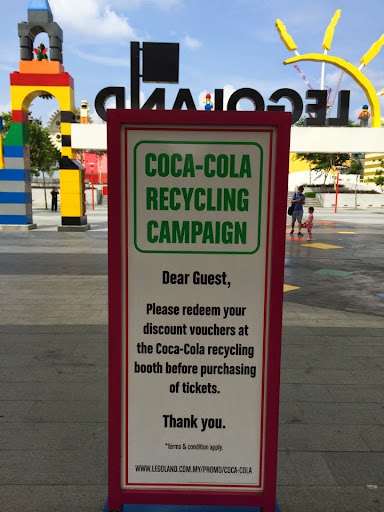 LEGOLAND
COCA-COLA
RECYCLING
CAMPAIGN
Dear Guest,
Please redeem your
discount vouchers at
the Coca-Cola recycling
booth before purchasing
of tickets.
Thank you.
*Terms & condition apply.
WWW.LEGOLAND.COM.MY/PROMO/COCA-COLA